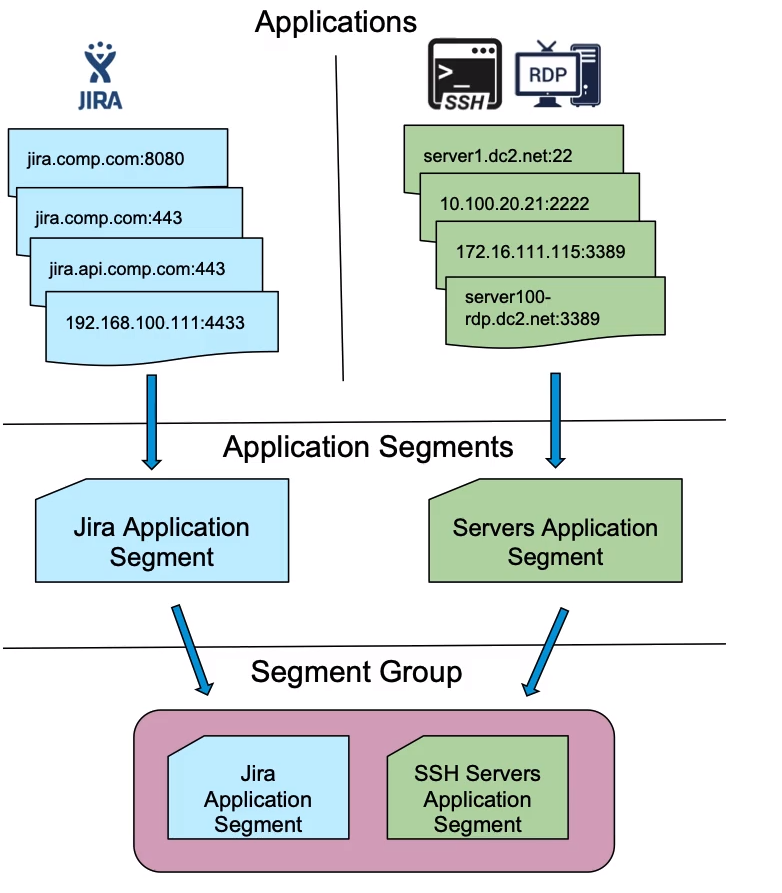 Applications
JIRA
>_
SSH
RDP
jira.comp.com:8080
jira.comp.com:443
jira.api.comp.com:443
192.168.100.111:4433
server1.dc2.net:22
10.100.20.21:2222
172.16.111.115:3389
server100-
rdp.dc2.net:3389
Application Segments
Jira Application
Segment
Servers Application
Segment
Segment Group
Jira
Application
Segment
SSH Servers
Application
Segment